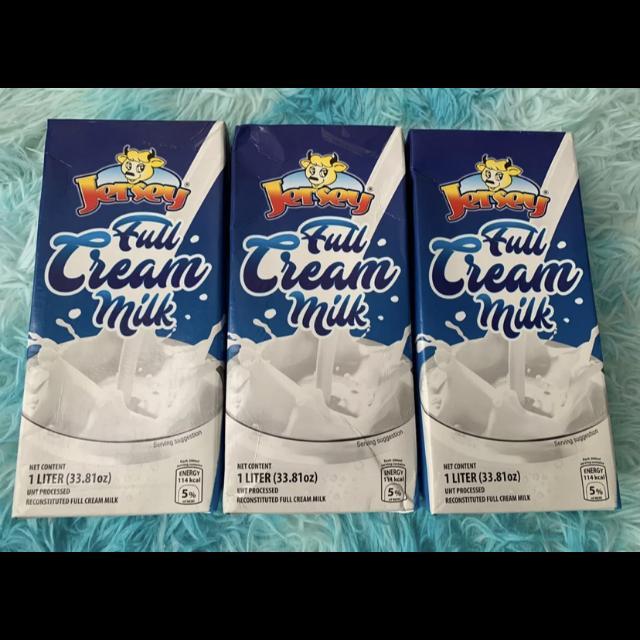 Jersey®
Full
Cream
Milk
Serving suggestion
NET CONTENT
1 LITER (33.81oz)
UHT PROCESSED
RECONSTITUTED FULL CREAM MILK
ENERGY
114 kcal
5%
Jersey®
Full
Cream
Milk
Serving suggestion
NET CONTENT
1 LITER (33.81oz)
UHT PROCESSED
RECONSTITUTED FULL CREAM MILK
ENERGY
114 kcal
5%
Jersey®
Full
Cream
Milk
Serving suggestion
NET CONTENT
1 LITER (33.81oz)
UHT PROCESSED
RECONSTITUTED FULL CREAM MILK
ENERGY
114 kcal
5%